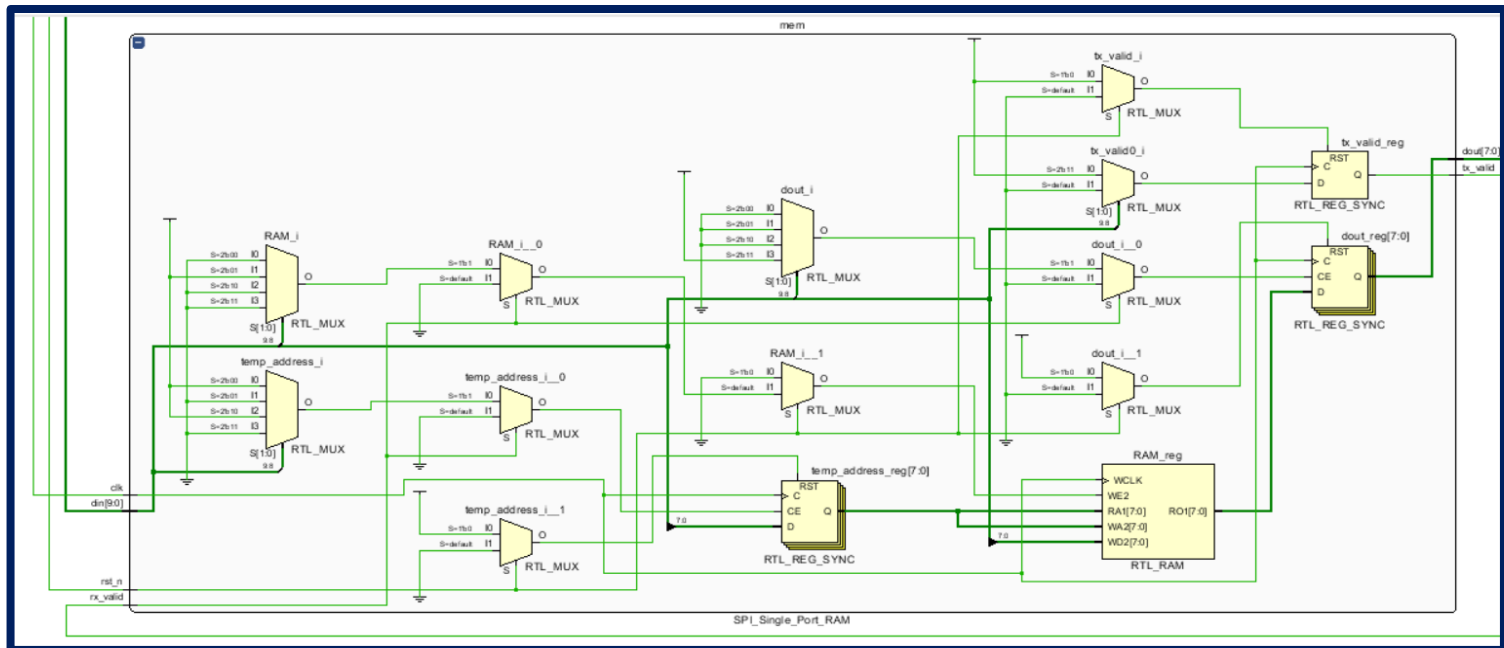 mem
tx_valid_i
S=1'b0 I0
S=default I1
O
S
RTL_MUX
tx_valid0_i
S=2'b11 I0
S=default I1
O
S[1:0]
9:8
RTL_MUX
tx_valid_reg
RST
C
D
Q
RTL_REG_SYNC
dout[7:0]
tx_valid
dout_i
S=2'b00 I0
S=2'b01 I1
S=2'b10 I2
S=2'b11 I3
O
S[1:0]
9:8
RTL_MUX
RAM_i
S=2'b00 I0
S=2'b01 I1
S=2'b10 I2
S=2'b11 I3
O
S[1:0]
9:8
RTL_MUX
RAM_i__0
S=1'b1 I0
S=default I1
O
S
RTL_MUX
dout_i__0
S=1'b1 I0
S=default I1
O
S
RTL_MUX
dout_reg[7:0]
RST
C
CE
D
Q
RTL_REG_SYNC
temp_address_i
S=2'b00 I0
S=2'b01 I1
S=2'b10 I2
S=2'b11 I3
O
S[1:0]
9:8
RTL_MUX
temp_address_i__0
S=1'b1 I0
S=default I1
O
S
RTL_MUX
RAM_i__1
S=1'b0 I0
S=default I1
O
S
RTL_MUX
dout_i__1
S=1'b0 I0
S=default I1
O
S
RTL_MUX
clk
din[9:0]
temp_address_i__1
S=1'b0 I0
S=default I1
O
S
RTL_MUX
7:0
temp_address_reg[7:0]
RST
C
CE
D
Q
RTL_REG_SYNC
7:0
RAM_reg
WCLK
WE2
RA1[7:0]
WA2[7:0]
WD2[7:0]
RO1[7:0]
RTL_RAM
rst_n
rx_valid
SPI_Single_Port_RAM